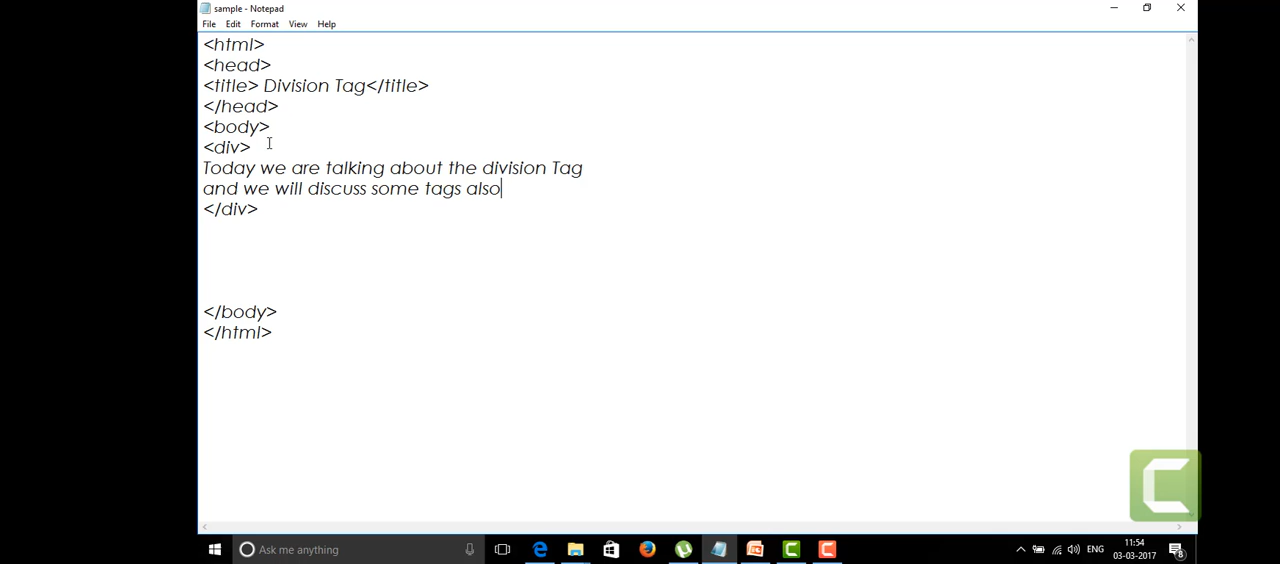 sample - Notepad
File Edit Format View Help
<html>
<head>
<title> Division Tag</title>
</head>
<body>
<div>
Today we are talking about the division Tag
and we will discuss some tags also
</div>
</body>
</html>
Ask me anything
ENG
11:54
03-03-2017
8